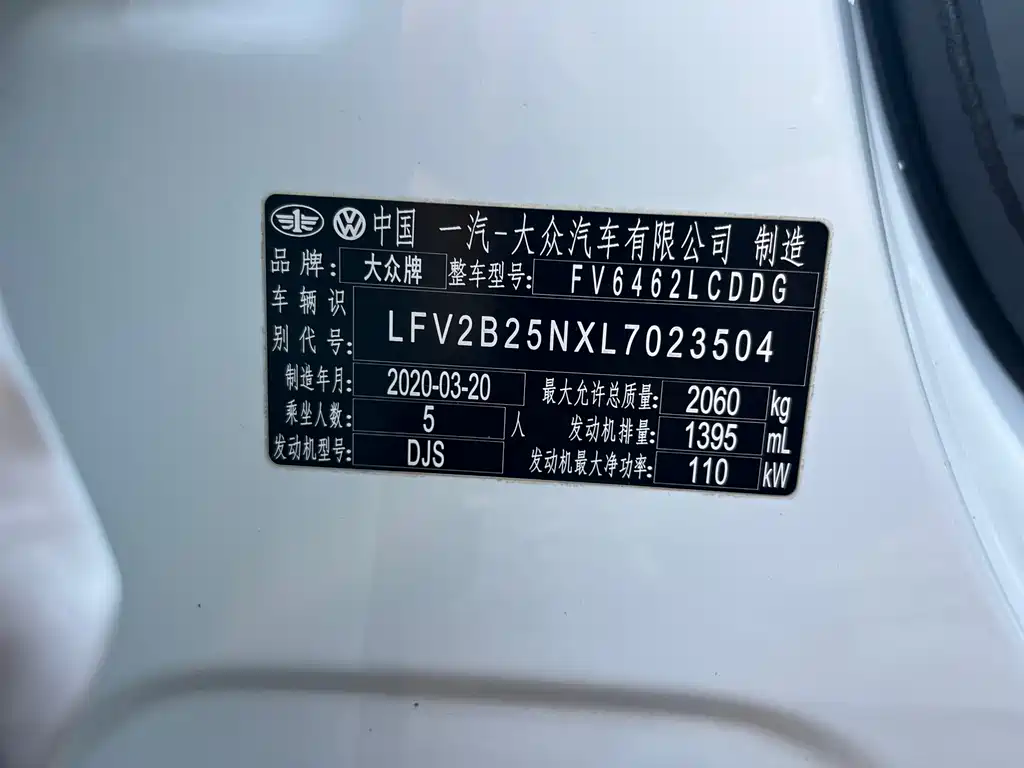 中国 一汽-大众汽车有限公司 制造
品牌: 大众牌 整车型号: FV6462LCDDG
车辆识
别代号: LFV2B25NXL7023504
制造年月: 2020-03-20 最大允许总质量: 2060 kg
乘坐人数: 5 人 发动机排量: 1395 mL
发动机型号: DJS 发动机最大净功率: 110 kW